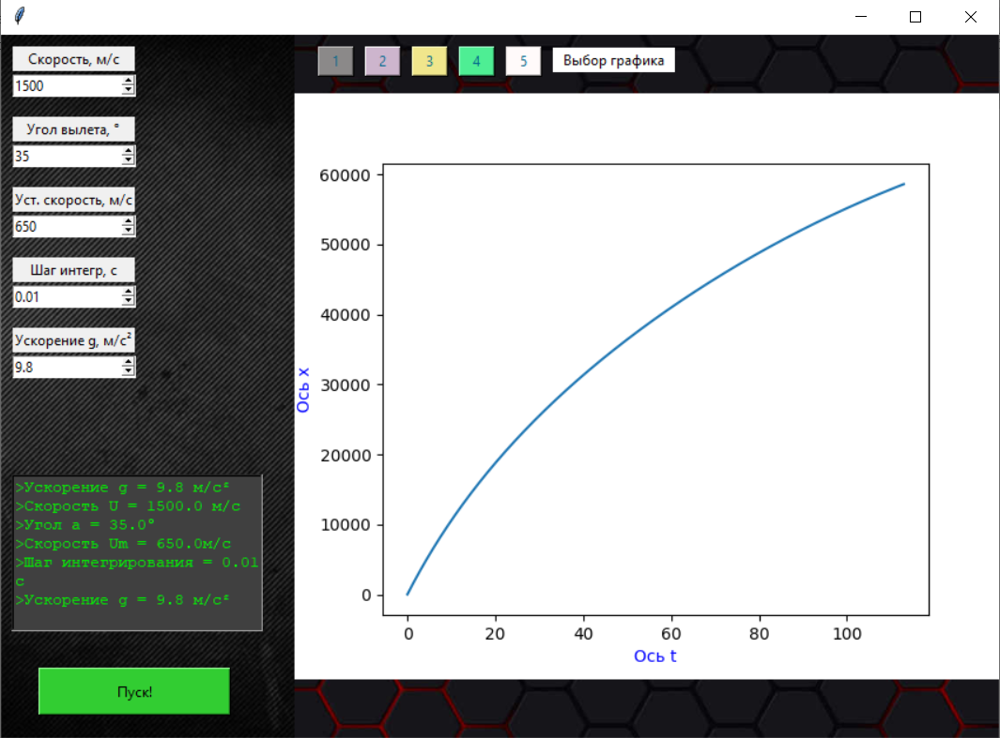 Скорость, м/с
1500
Угол вылета, °
35
Уст. скорость, м/с
650
Шаг интегр, с
0.01
Ускорение g, м/с²
9.8
>Ускорение g = 9.8 м/с²
>Скорость U = 1500.0 м/с
>Угол a = 35.0°
>Скорость Um = 650.0м/с
>Шаг интегрирования = 0.01
с
>Ускорение g = 9.8 м/с²
Пуск!
1 2 3 4 5 Выбор графика
60000
50000
40000
30000
20000
10000
0
Ось x
0 20 40 60 80 100
Ось t